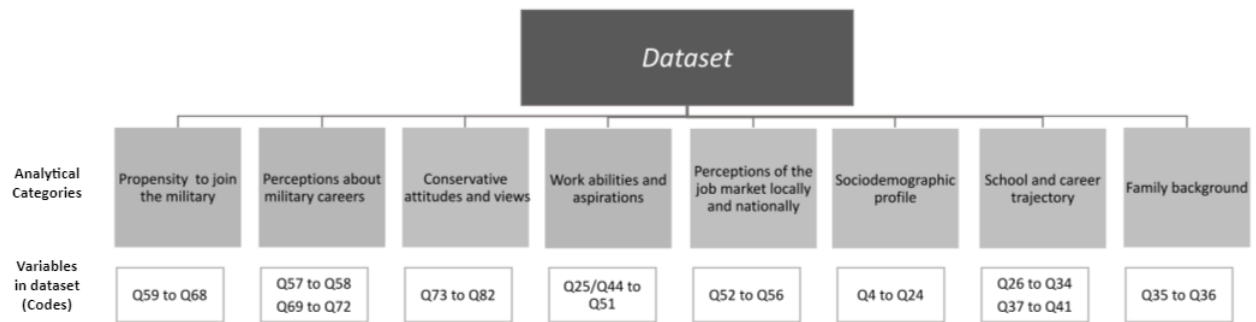 Dataset
Analytical
Categories
Propensity to join
the military
Perceptions about
military careers
Conservative
attitudes and views
Work abilities and
aspirations
Perceptions of the
job market locally
and nationally
Sociodemographic
profile
School and career
trajectory
Family background
Variables
in dataset
(Codes)
Q59 to Q68
Q57 to Q58
Q69 to Q72
Q73 to Q82
Q25/Q44 to
Q51
Q52 to Q56
Q4 to Q24
Q26 to Q34
Q37 to Q41
Q35 to Q36